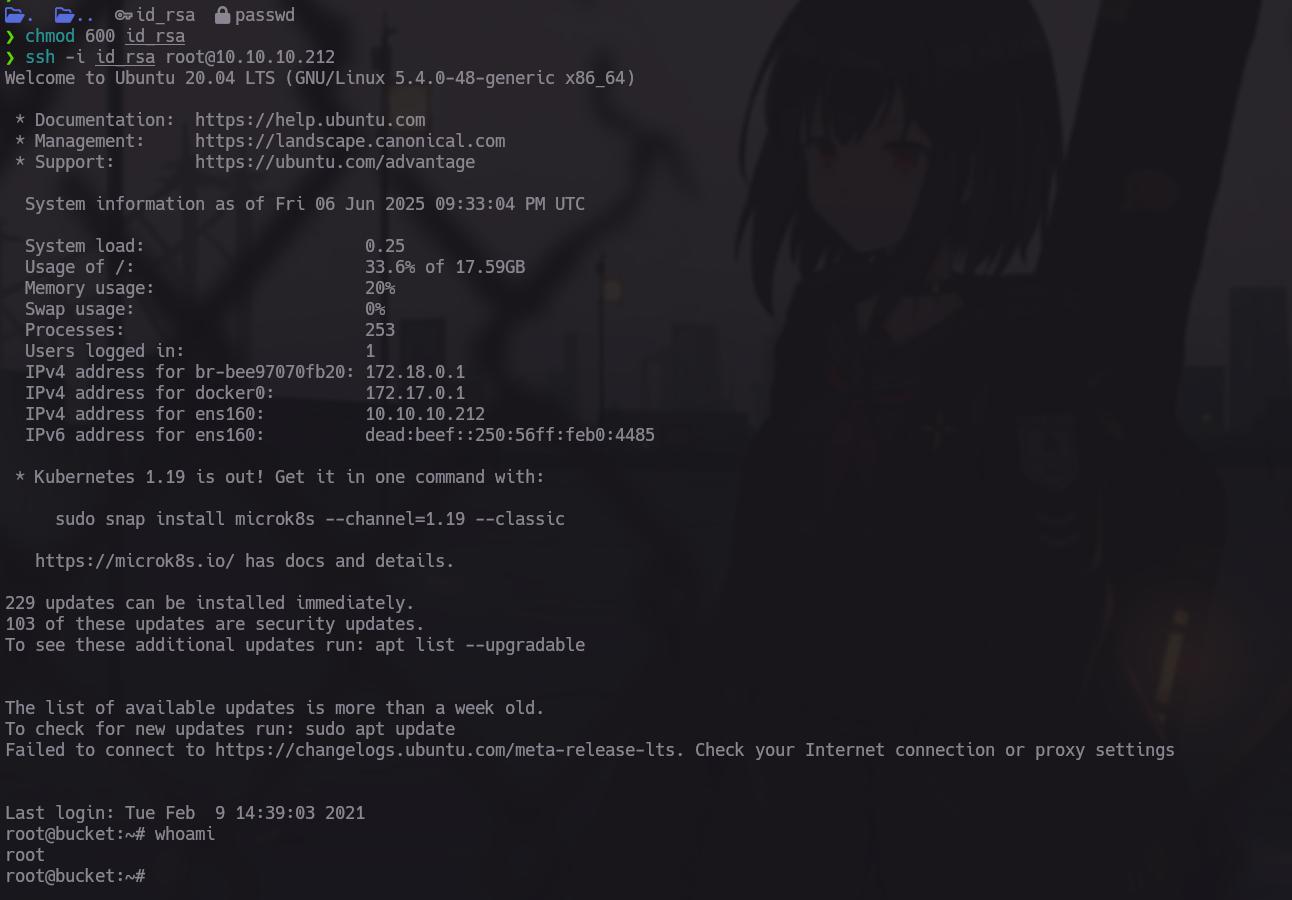 . .. id_rsa passwd
❯ chmod 600 id_rsa
❯ ssh -i id_rsa root@10.10.10.212
Welcome to Ubuntu 20.04 LTS (GNU/Linux 5.4.0-48-generic x86_64)
* Documentation: https://help.ubuntu.com
* Management: https://landscape.canonical.com
* Support: https://ubuntu.com/advantage
System information as of Fri 06 Jun 2025 09:33:04 PM UTC
System load: 0.25
Usage of /: 33.6% of 17.59GB
Memory usage: 20%
Swap usage: 0%
Processes: 253
Users logged in: 1
IPv4 address for br-bee97070fb20: 172.18.0.1
IPv4 address for docker0: 172.17.0.1
IPv4 address for ens160: 10.10.10.212
IPv6 address for ens160: dead:beef::250:56ff:feb0:4485
* Kubernetes 1.19 is out! Get it in one command with:
sudo snap install microk8s --channel=1.19 --classic
https://microk8s.io/ has docs and details.
229 updates can be installed immediately.
103 of these updates are security updates.
To see these additional updates run: apt list --upgradable
The list of available updates is more than a week old.
To check for new updates run: sudo apt update
Failed to connect to https://changelogs.ubuntu.com/meta-release-lts. Check your Internet connection or proxy settings
Last login: Tue Feb  9 14:39:03 2021
root@bucket:~# whoami
root
root@bucket:~#